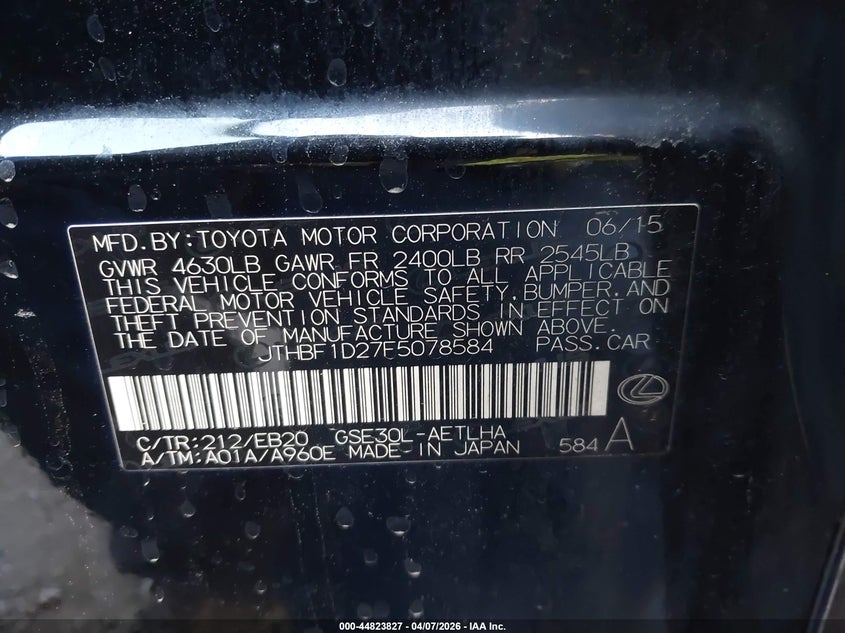 MFD.BY:TOYOTA MOTOR CORPORATION 06/15
GVWR 4630LB GAWR FR 2400LB RR 2545LB
THIS VEHICLE CONFORMS TO ALL APPLICABLE
FEDERAL MOTOR VEHICLE SAFETY,BUMPER,AND
THEFT PREVENTION STANDARDS IN EFFECT ON
THE DATE OF MANUFACTURE SHOWN ABOVE.
JTHBF1D27F5078584 PASS.CAR
C/TR:212/EB20 GSE30L-AETLHA
A/TM:A01A/A960E MADE-IN JAPAN 584 A
000-44823827 - 04/07/2026 - IAA Inc.